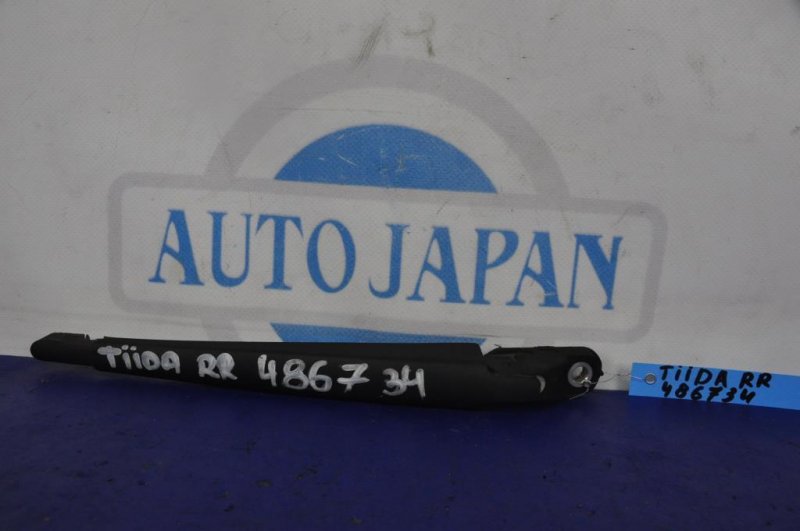 AUTO JAPAN
TIIDA RR 486734
TIIDA RR
486734